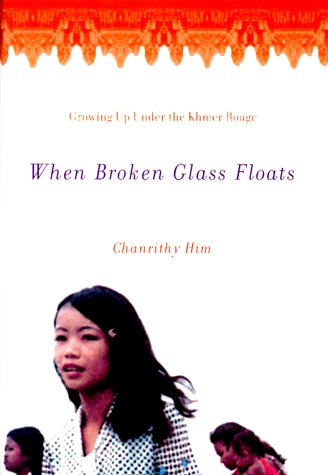 Growing Up Under the Khmer Rouge
When Broken Glass Floats
Chanrithy Him